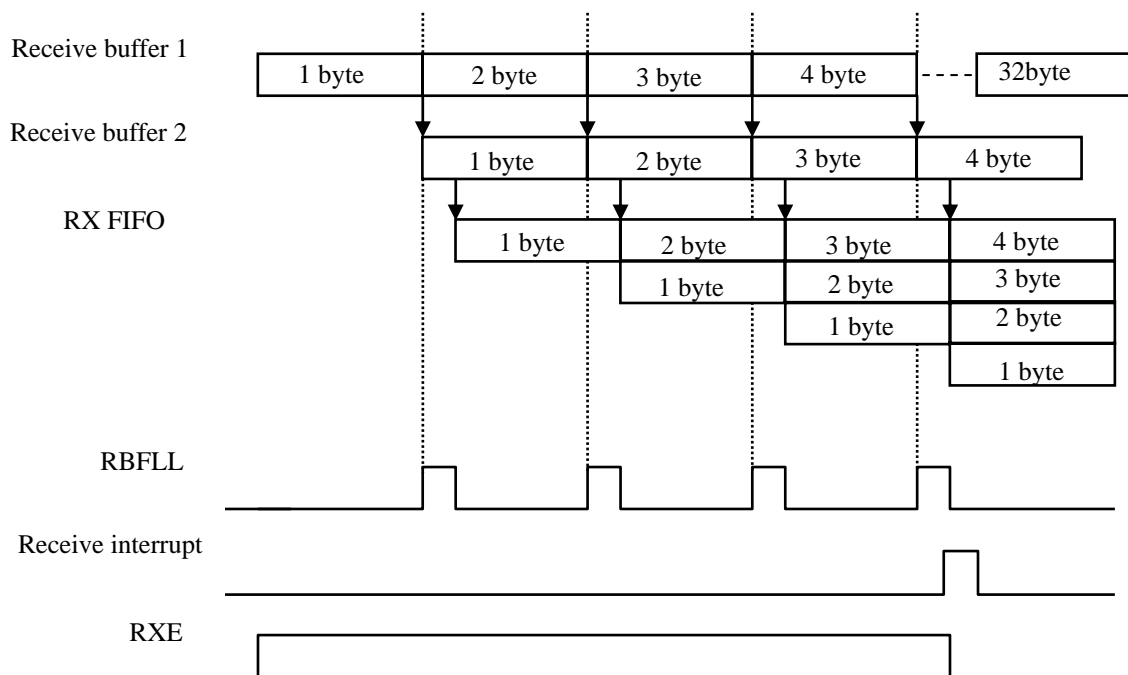 Receive buffer 1
1 byte 2 byte 3 byte 4 byte 32byte
Receive buffer 2
1 byte 2 byte 3 byte 4 byte
RX FIFO
1 byte 2 byte 3 byte 4 byte
1 byte 2 byte 3 byte
1 byte 2 byte
1 byte
RBFLL
Receive interrupt
RXE